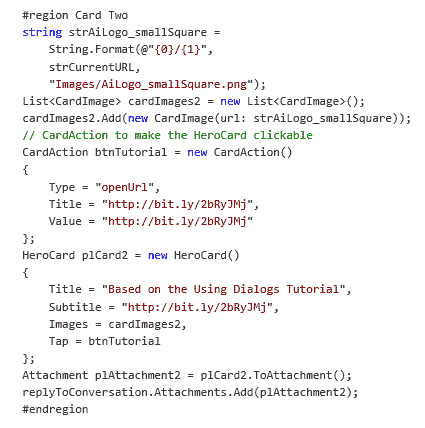 #region Card Two
string strAiLogo_smallSquare =
    String.Format(@"{0}/{1}",
    strCurrentURL,
    "Images/AiLogo_smallSquare.png");
List<CardImage> cardImages2 = new List<CardImage>();
cardImages2.Add(new CardImage(url: strAiLogo_smallSquare));
// CardAction to make the HeroCard clickable
CardAction btnTutorial = new CardAction()
{
    Type = "openUrl",
    Title = "http://bit.ly/2bRyJMj",
    Value = "http://bit.ly/2bRyJMj"
};
HeroCard plCard2 = new HeroCard()
{
    Title = "Based on the Using Dialogs Tutorial",
    Subtitle = "http://bit.ly/2bRyJMj",
    Images = cardImages2,
    Tap = btnTutorial
};
Attachment plAttachment2 = plCard2.ToAttachment();
replyToConversation.Attachments.Add(plAttachment2);
#endregion